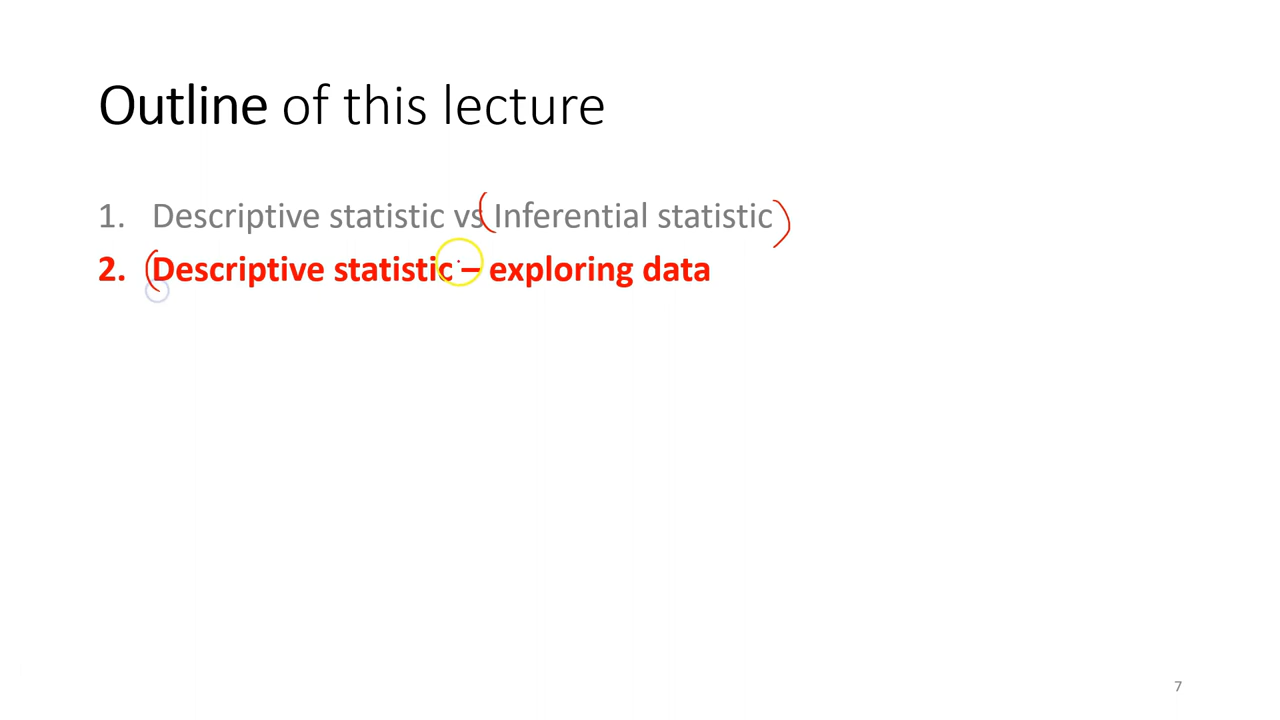 Outline of this lecture
1. Descriptive statistic vs (Inferential statistic)
2. (Descriptive statistic – exploring data
7